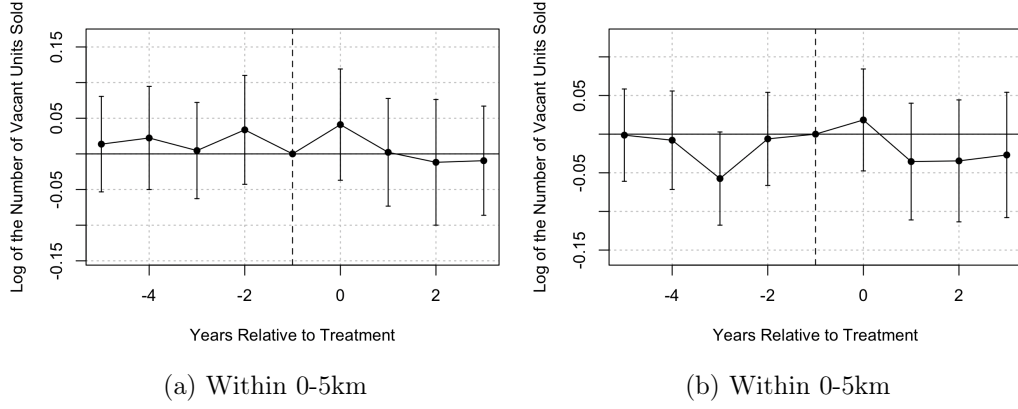 Log of the Number of Vacant Units Sold
0.15
0.05
-0.05
-0.15
-4
-2
0
2
Years Relative to Treatment
(a) Within 0-5km
Log of the Number of Vacant Units Sold
0.05
-0.05
-0.15
-4
-2
0
2
Years Relative to Treatment
(b) Within 0-5km